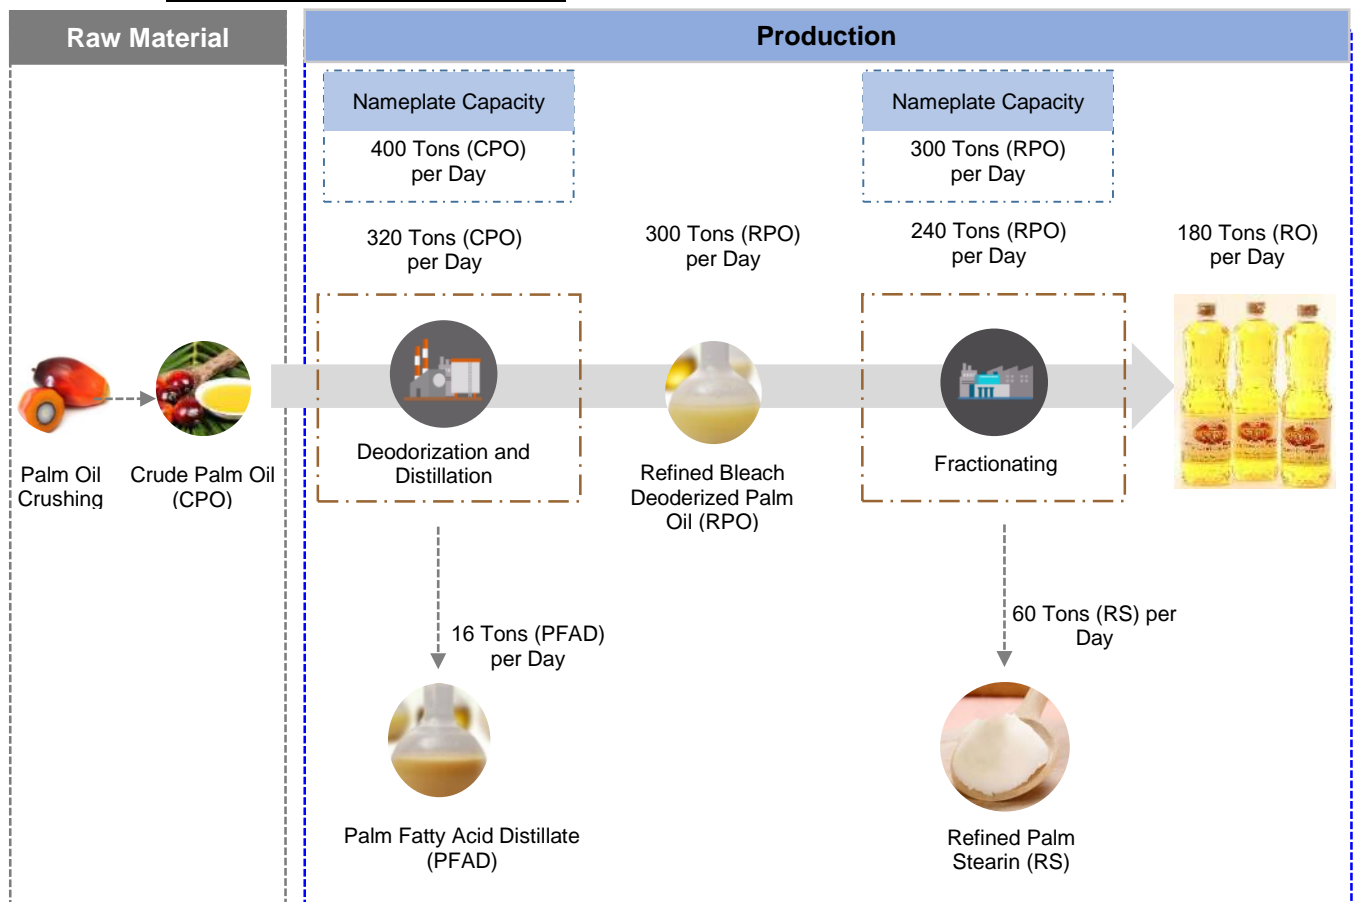 Raw Material
Production
Nameplate Capacity
400 Tons (CPO)
per Day
Nameplate Capacity
300 Tons (RPO)
per Day
320 Tons (CPO)
per Day
300 Tons (RPO)
per Day
240 Tons (RPO)
per Day
180 Tons (RO)
per Day
Palm Oil
Crushing
Crude Palm Oil
(CPO)
Deodorization and
Distillation
Refined Bleach
Deoderized Palm
Oil (RPO)
Fractionating
16 Tons (PFAD)
per Day
60 Tons (RS) per
Day
Palm Fatty Acid Distillate
(PFAD)
Refined Palm
Stearin (RS)